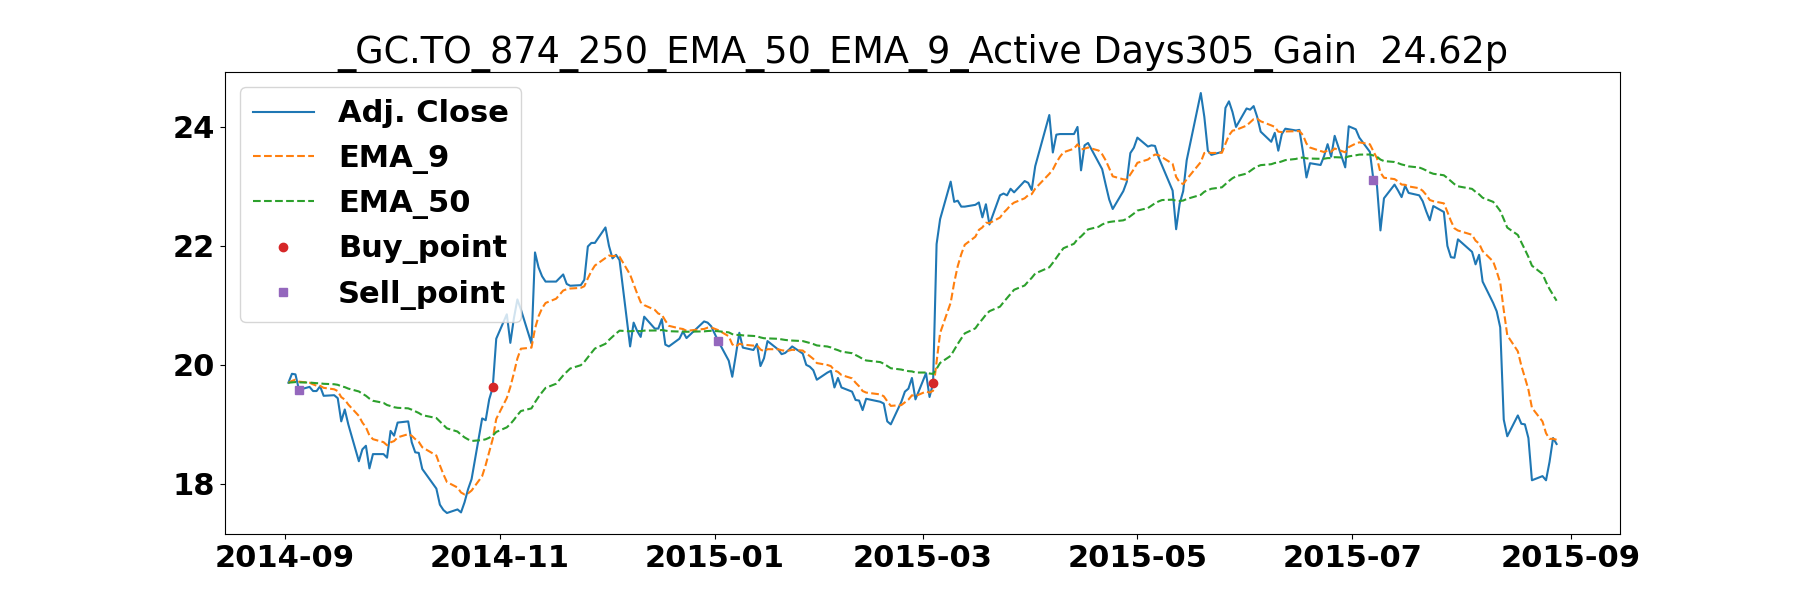 _GC.TO_874_250_EMA_50_EMA_9_Active Days305_Gain  24.62p
Adj. Close
EMA_9
EMA_50
Buy_point
Sell_point
24
22
20
18
2014-09 2014-11 2015-01 2015-03 2015-05 2015-07 2015-09